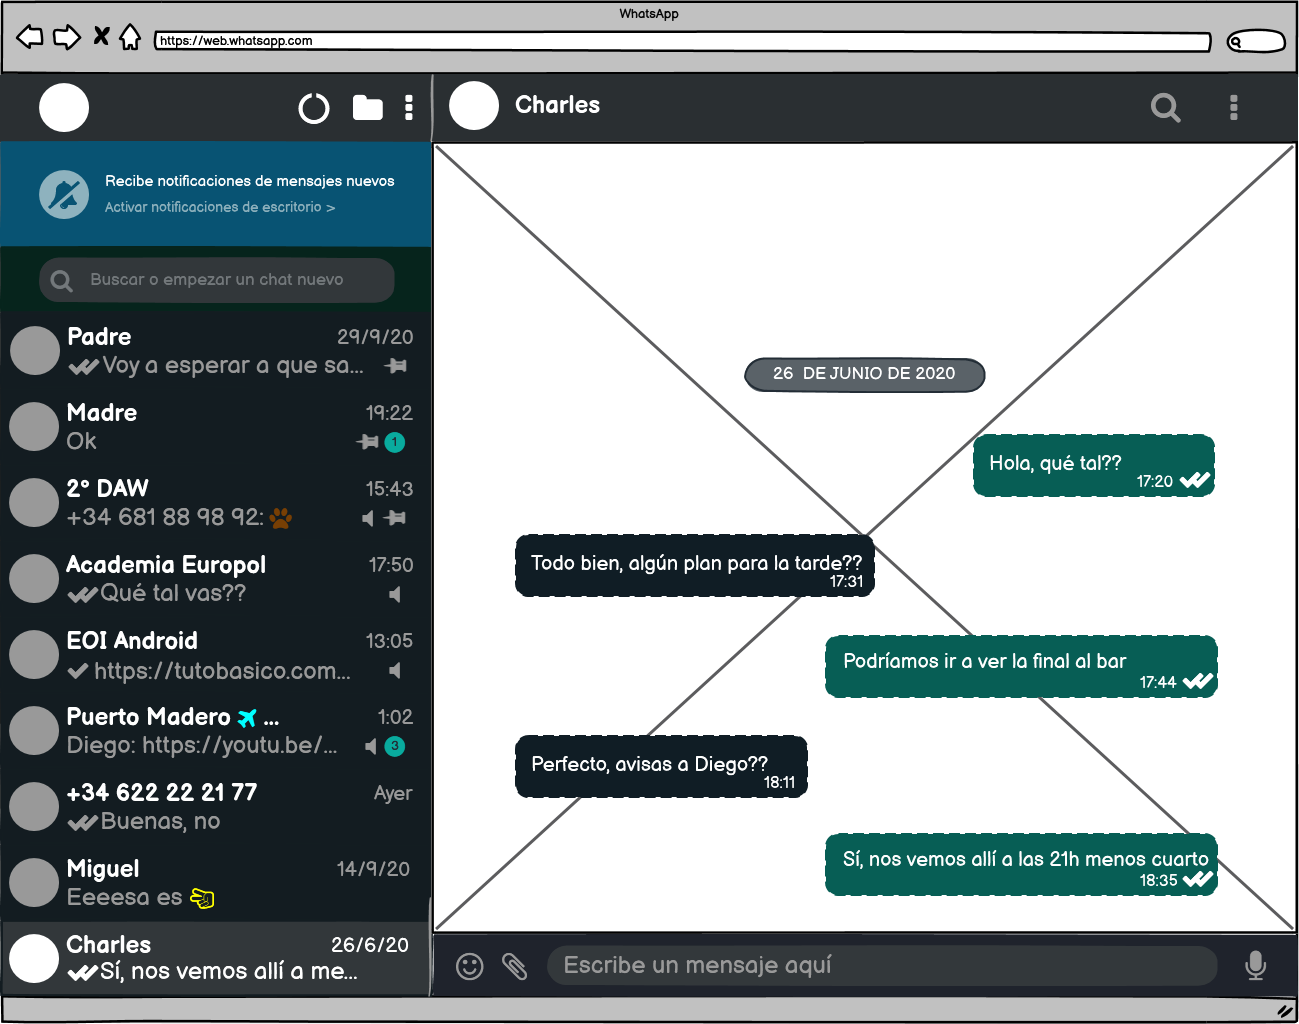 WhatsApp
https://web.whatsapp.com
Charles
Recibe notificaciones de mensajes nuevos
Activar notificaciones de escritorio >
Buscar o empezar un chat nuevo
Padre 29/9/20
Voy a esperar a que sa...
Madre 19:22
Ok 1
2º DAW 15:43
+34 681 88 98 92:
Academia Europol 17:50
Qué tal vas??
EOI Android 13:05
https://tutobasico.com...
Puerto Madero ... 1:02
Diego: https://youtu.be/... 3
+34 622 22 21 77 Ayer
Buenas, no
Miguel 14/9/20
Eeeesa es
Charles 26/6/20
Sí, nos vemos allí a me...
26 DE JUNIO DE 2020
Hola, qué tal??
17:20
Todo bien, algún plan para la tarde??
17:31
Podríamos ir a ver la final al bar
17:44
Perfecto, avisas a Diego??
18:11
Sí, nos vemos allí a las 21h menos cuarto
18:35
Escribe un mensaje aquí